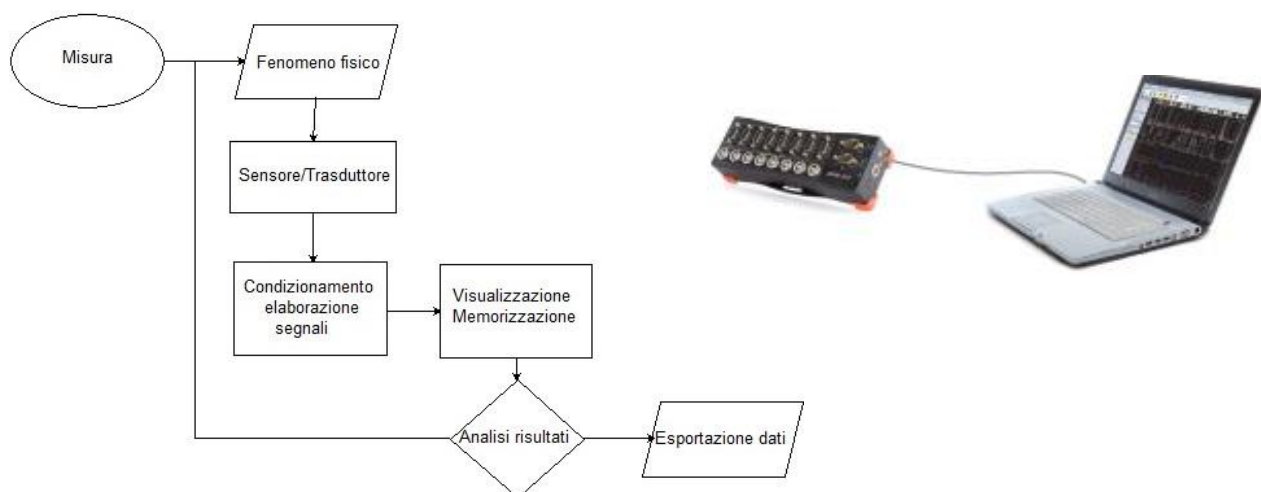 Misura
Fenomeno fisico
Sensore/Trasduttore
Condizionamento
elaborazione
segnali
Visualizzazione
Memorizzazione
Analisi risultati
Esportazione dati